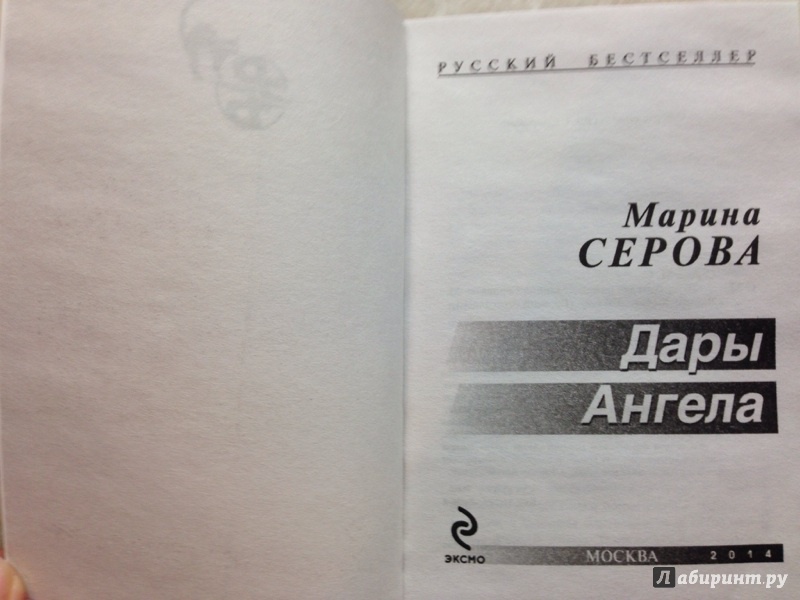 РУССКИЙ БЕСТСЕЛЛЕР
Марина
СЕРОВА
Дары
Ангела
ЭКСМО
МОСКВА 2014
Лабиринт.ру